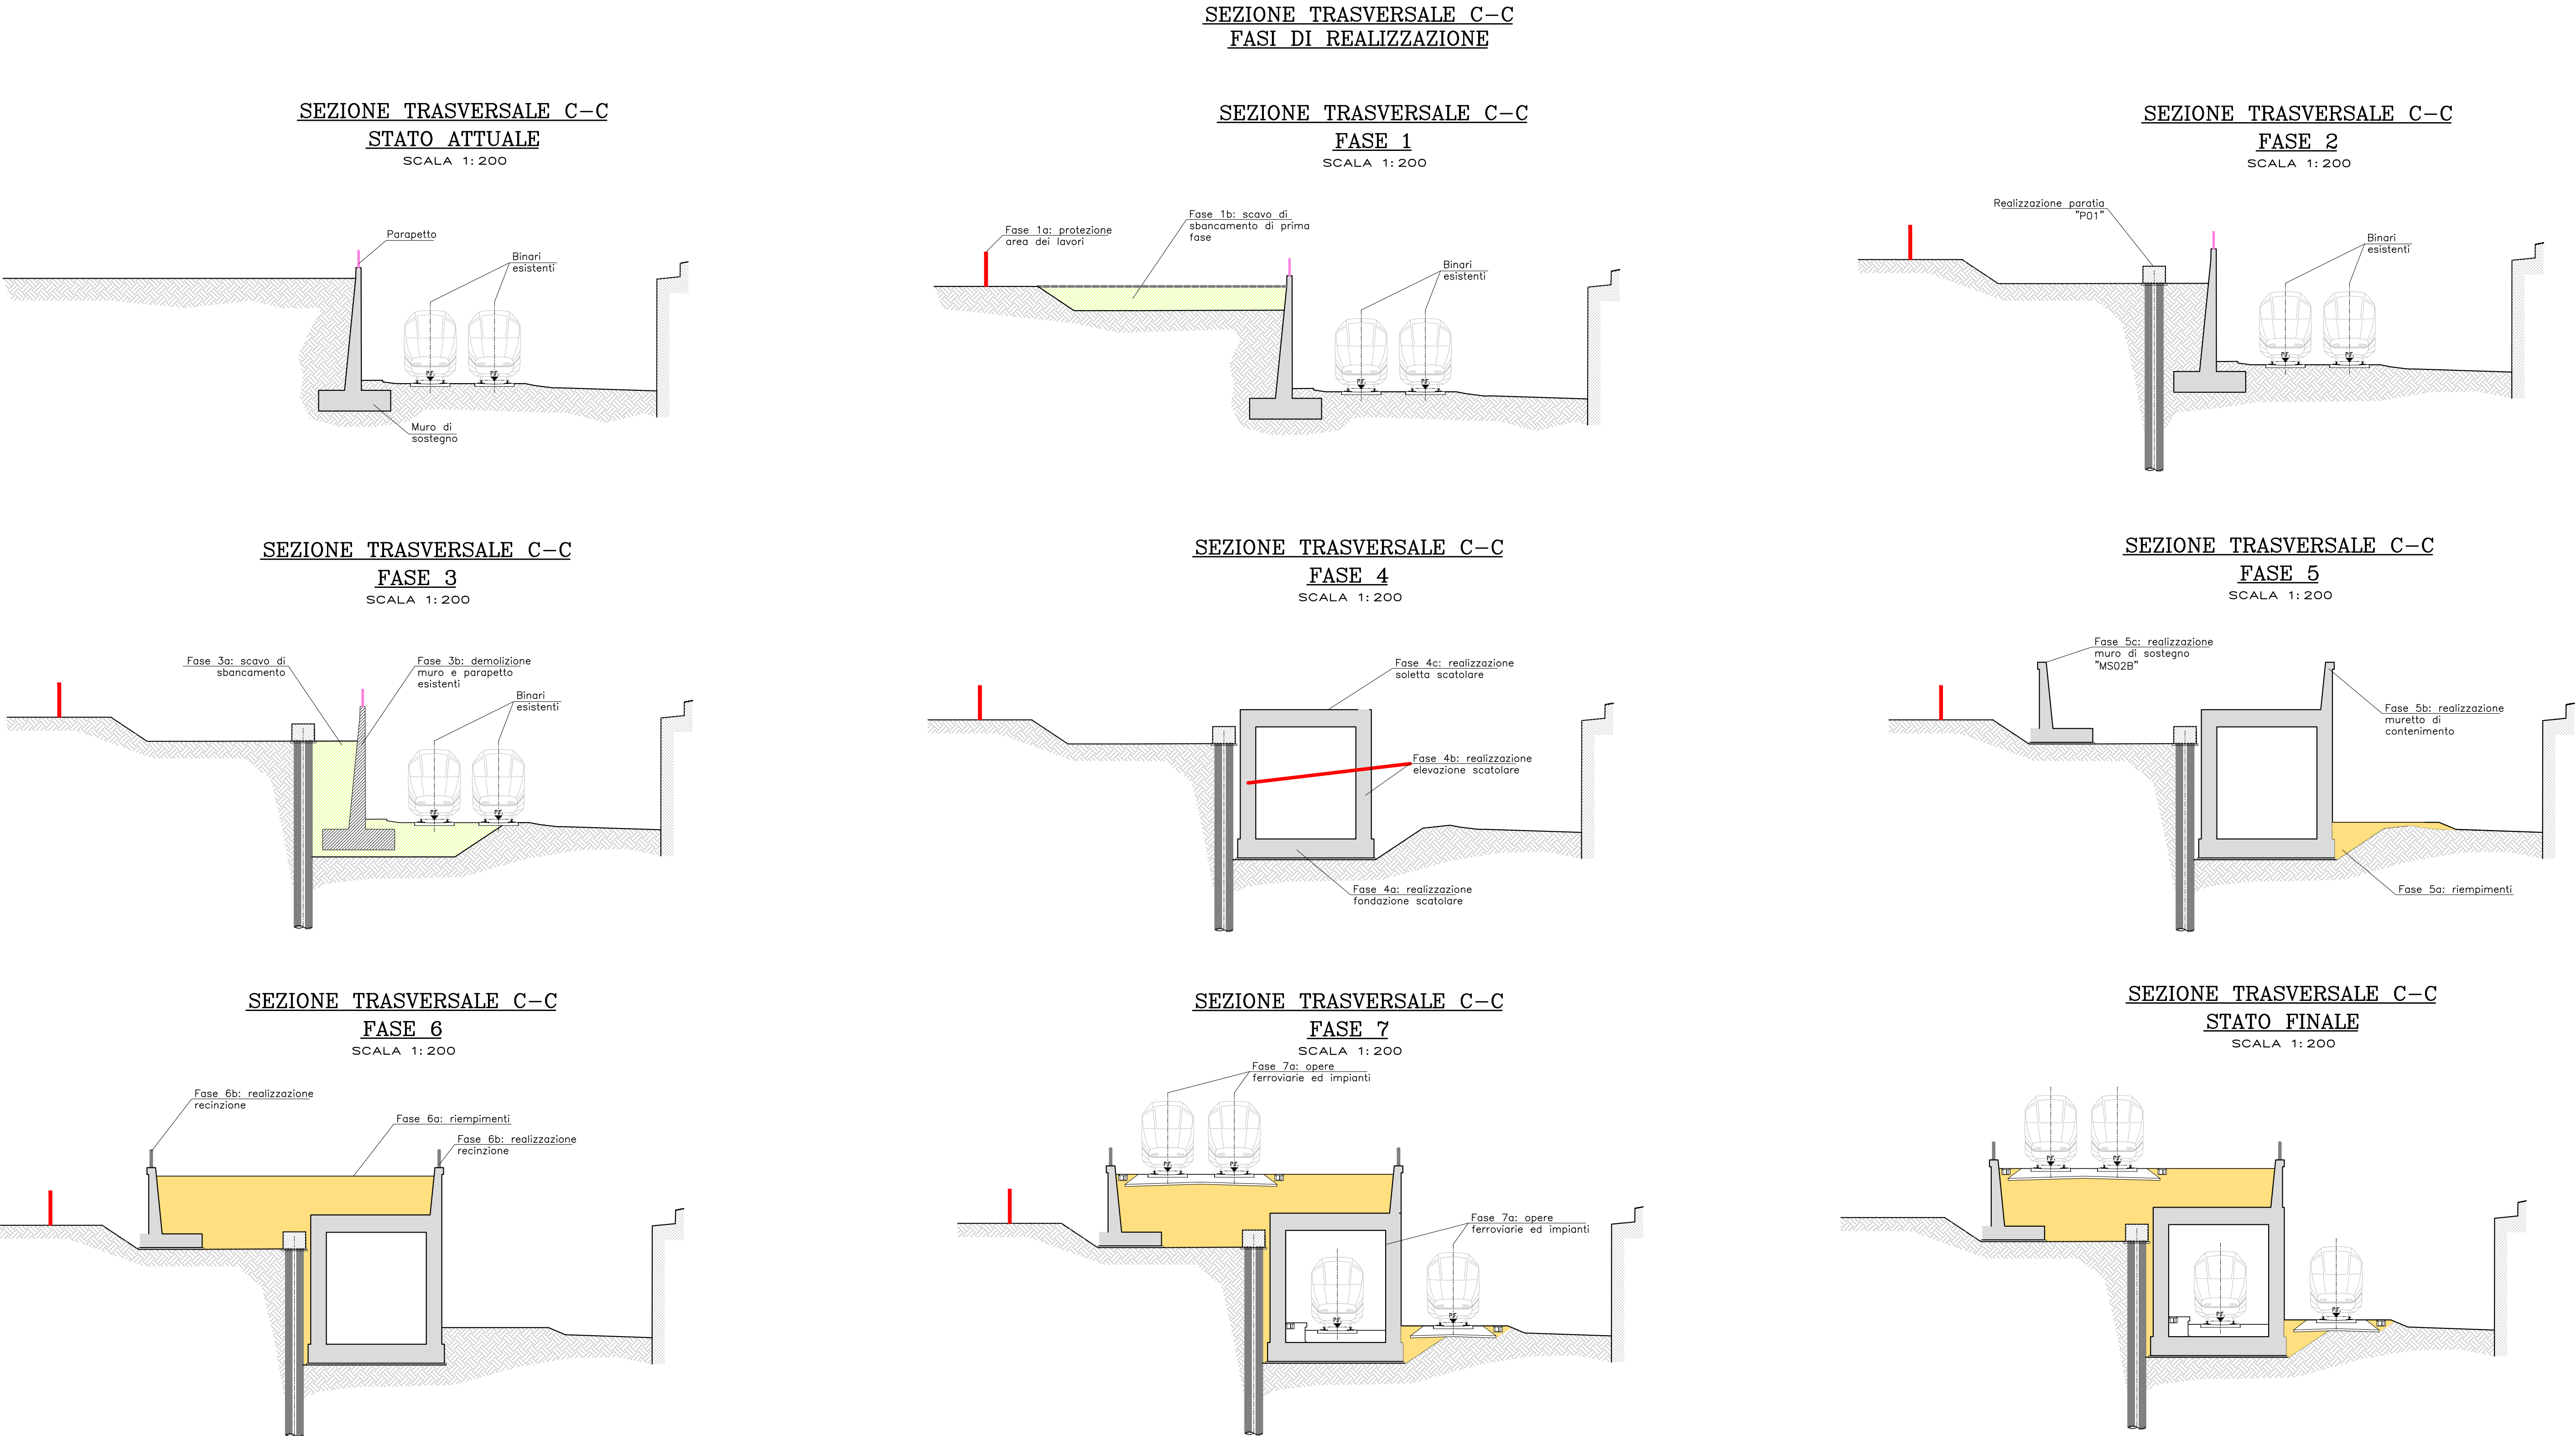 SEZIONE TRASVERSALE C-C
FASI DI REALIZZAZIONE
SEZIONE TRASVERSALE C-C
STATO ATTUALE
SCALA 1:200
Parapetto
Binari
esistenti
P.F.
P.F.
Muro di
sostegno
SEZIONE TRASVERSALE C-C
FASE 1
SCALA 1:200
Fase 1a: protezione
area dei lavori
Fase 1b: scavo di
sbancamento di prima
fase
Binari
esistenti
P.F.
P.F.
SEZIONE TRASVERSALE C-C
FASE 2
SCALA 1:200
Realizzazione paratia
"P01"
Binari
esistenti
P.F.
P.F.
SEZIONE TRASVERSALE C-C
FASE 3
SCALA 1:200
Fase 3a: scavo di
sbancamento
Fase 3b: demolizione
muro e parapetto
esistenti
Binari
esistenti
P.F.
P.F.
SEZIONE TRASVERSALE C-C
FASE 4
SCALA 1:200
Fase 4c: realizzazione
soletta scatolare
Fase 4b: realizzazione
elevazione scatolare
Fase 4a: realizzazione
fondazione scatolare
SEZIONE TRASVERSALE C-C
FASE 5
SCALA 1:200
Fase 5c: realizzazione
muro di sostegno
"MS02B"
Fase 5b: realizzazione
muretto di
contenimento
Fase 5a: riempimenti
SEZIONE TRASVERSALE C-C
FASE 6
SCALA 1:200
Fase 6b: realizzazione
recinzione
Fase 6a: riempimenti
Fase 6b: realizzazione
recinzione
SEZIONE TRASVERSALE C-C
FASE 7
SCALA 1:200
Fase 7a: opere
ferroviarie ed impianti
P.F.
P.F.
Fase 7a: opere
ferroviarie ed impianti
P.F.
P.F.
SEZIONE TRASVERSALE C-C
STATO FINALE
SCALA 1:200
P.F.
P.F.
P.F.
P.F.